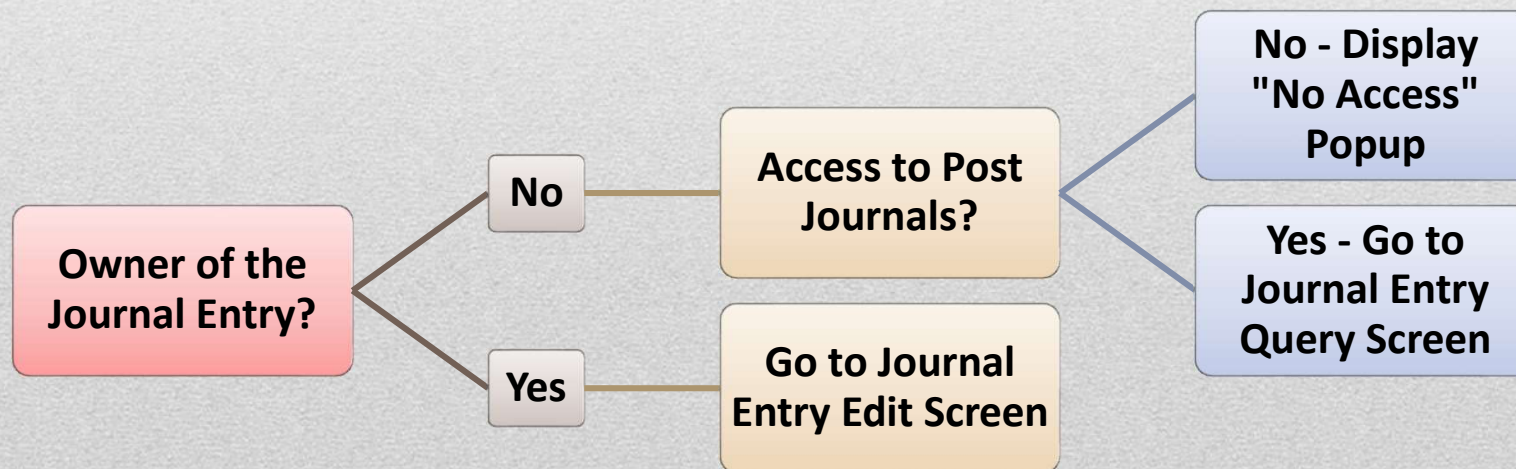 Owner of the
Journal Entry?
No
Yes
Access to Post
Journals?
Go to Journal
Entry Edit Screen
No - Display
"No Access"
Popup
Yes - Go to
Journal Entry
Query Screen